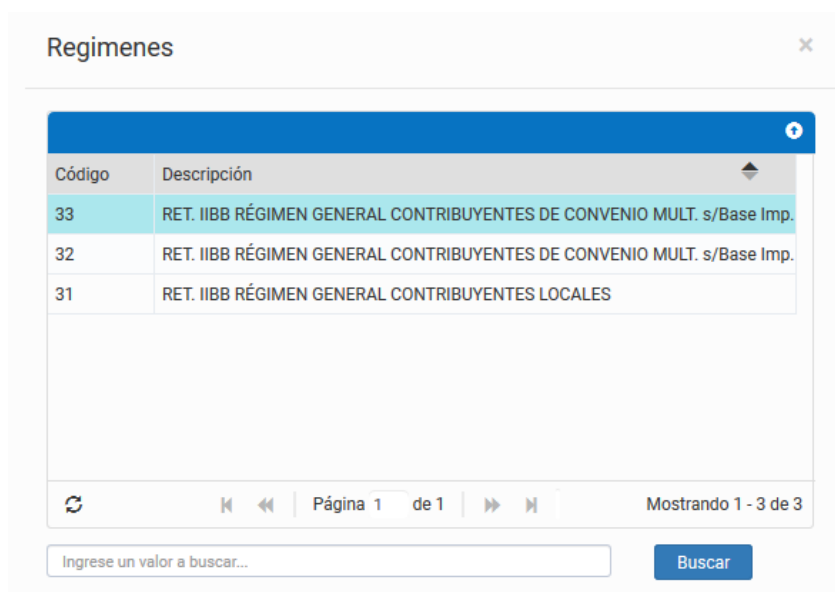 Regimenes ×
Código Descripción
33 RET. IIBB RÉGIMEN GENERAL CONTRIBUYENTES DE CONVENIO MULT. s/Base Imp.
32 RET. IIBB RÉGIMEN GENERAL CONTRIBUYENTES DE CONVENIO MULT. s/Base Imp.
31 RET. IIBB RÉGIMEN GENERAL CONTRIBUYENTES LOCALES
Página 1 de 1 Mostrando 1 - 3 de 3
Ingrese un valor a buscar... Buscar